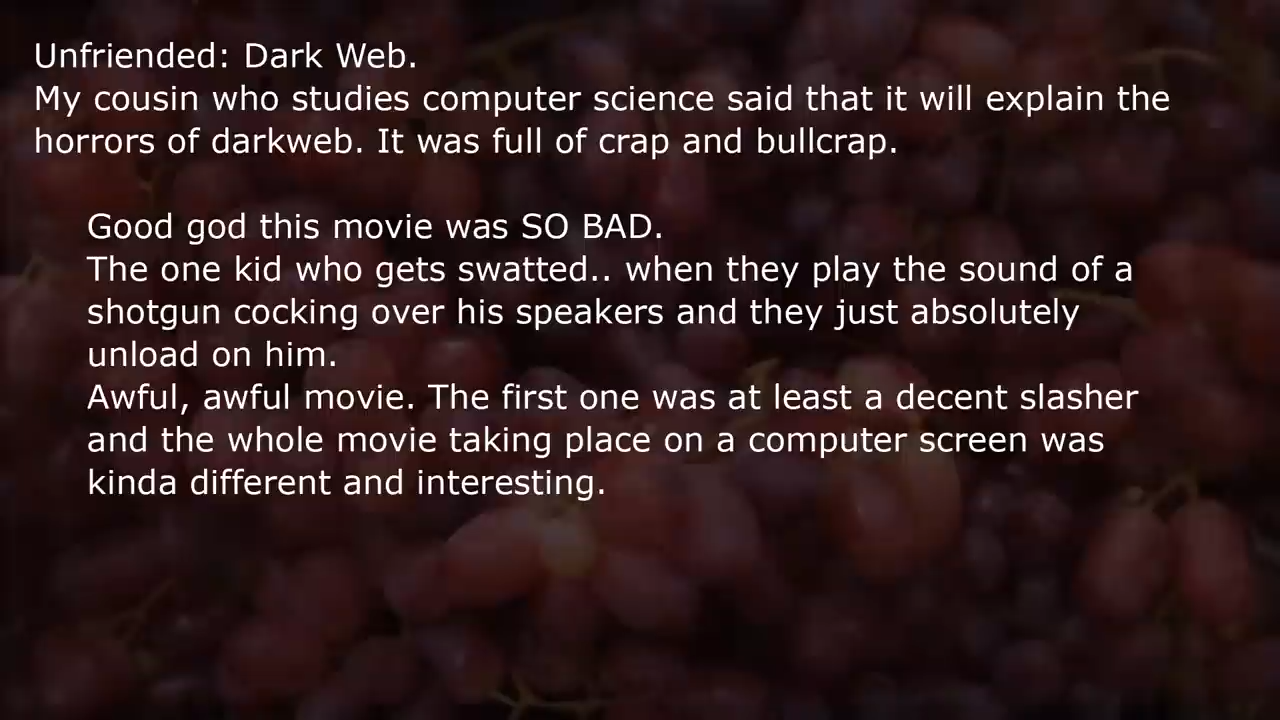 Unfriended: Dark Web.
My cousin who studies computer science said that it will explain the
horrors of darkweb. It was full of crap and bullcrap.
Good god this movie was SO BAD.
The one kid who gets swatted.. when they play the sound of a
shotgun cocking over his speakers and they just absolutely
unload on him.
Awful, awful movie. The first one was at least a decent slasher
and the whole movie taking place on a computer screen was
kinda different and interesting.